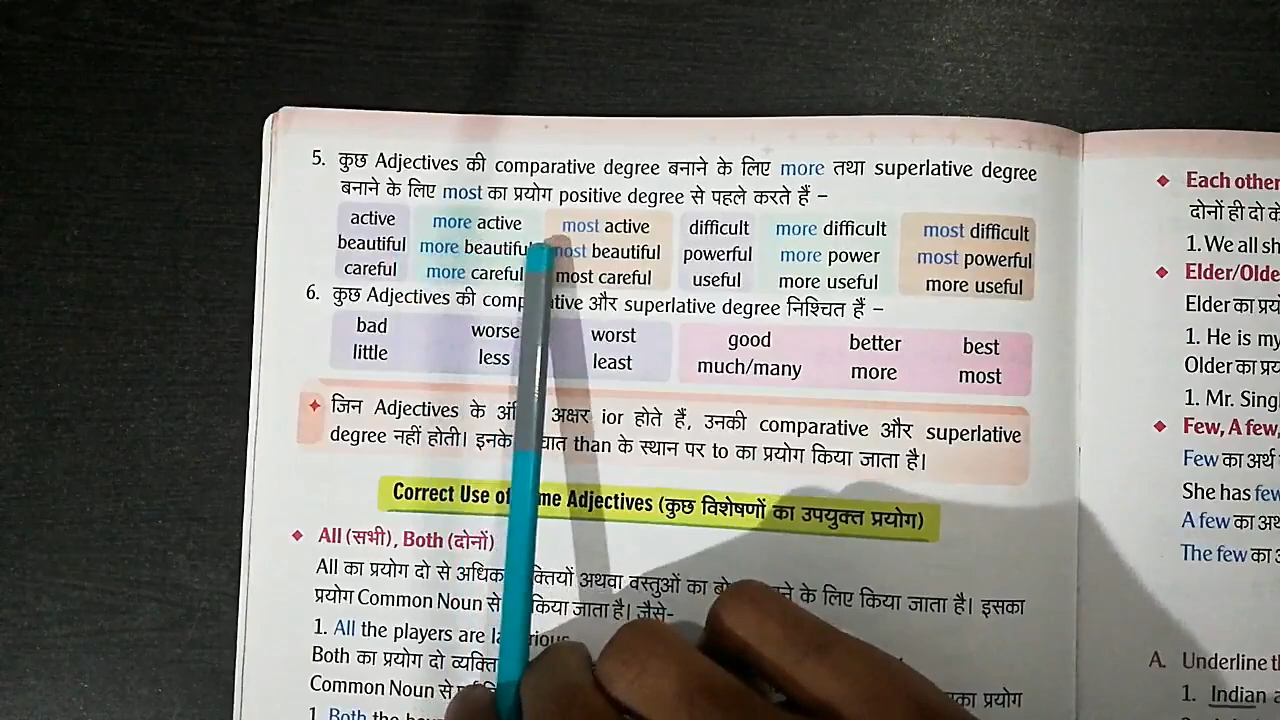 5. कुछ Adjectives की comparative degree बनाने के लिए more तथा superlative degree
बनाने के लिए most का प्रयोग positive degree से पहले करते हैं –
active more active most active difficult more difficult most difficult
beautiful more beautiful most beautiful powerful more power most powerful
careful more careful most careful useful more useful more useful
6. कुछ Adjectives की और superlative degree निश्चित हैं –
bad worse worst good better best
little less least much/many more most
जिन Adjectives के अक्षर ior होते हैं, उनकी comparative और superlative
degree नहीं होती। इनके than के स्थान पर to का प्रयोग किया जाता है।
Correct Use of Adjectives (कुछ विशेषणों का उपयुक्त प्रयोग)
All (सभी), Both (दोनों)
All का प्रयोग दो से अधिक अथवा वस्तुओं का के लिए किया जाता है। इसका
प्रयोग Common Noun से किया जाता है। जैसे-
1. All the players are
Both का प्रयोग दो
Common Noun से प्रयोग
1. Both the
Each other
दोनों ही दो
1. We all
Elder/Olde
Elder का
1. He is my
Older का
1. Mr. Sing
Few, A few,
Few का अर्थ
She has few
A few का
The few का
A. Underline
1. Indian